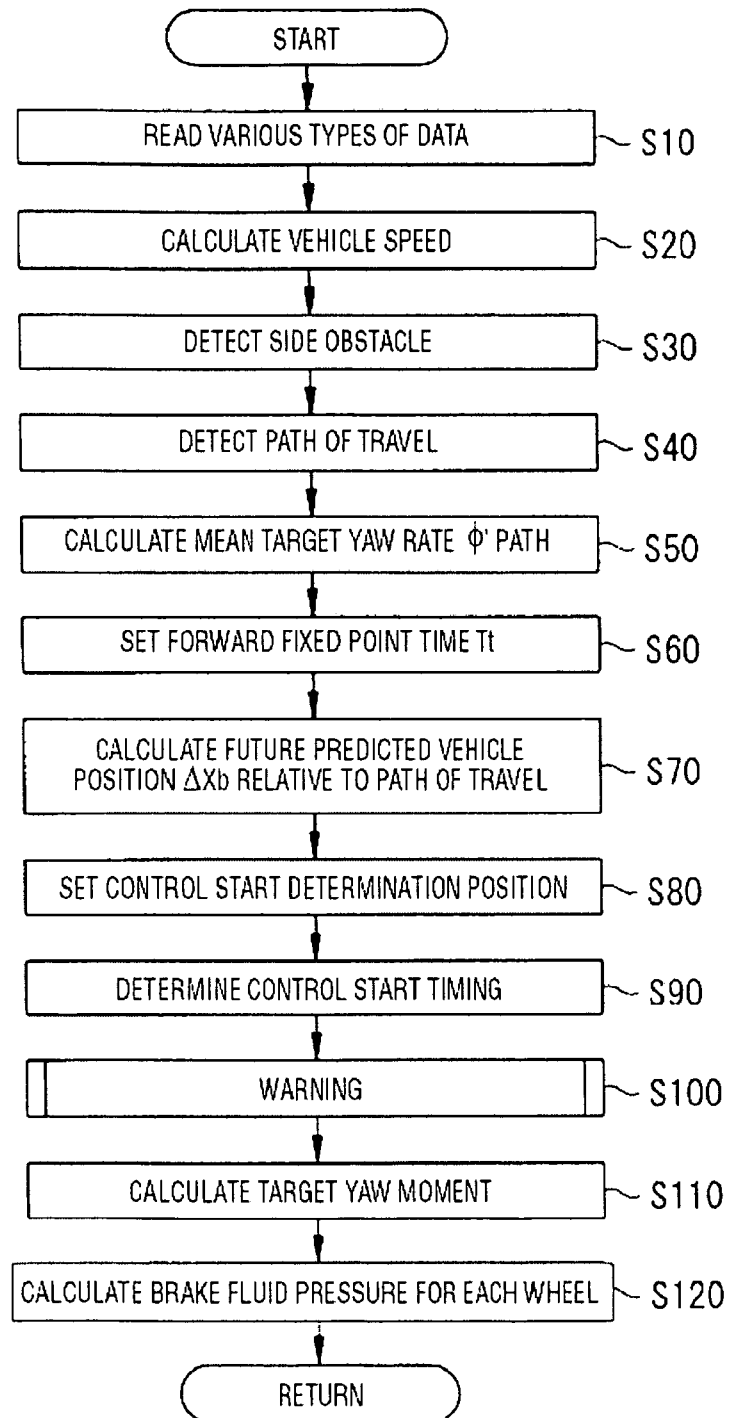 START
READ VARIOUS TYPES OF DATA
S10
CALCULATE VEHICLE SPEED
S20
DETECT SIDE OBSTACLE
S30
DETECT PATH OF TRAVEL
S40
CALCULATE MEAN TARGET YAW RATE ϕ' PATH
S50
SET FORWARD FIXED POINT TIME Tt
S60
CALCULATE FUTURE PREDICTED VEHICLE
POSITION ΔXb RELATIVE TO PATH OF TRAVEL
S70
SET CONTROL START DETERMINATION POSITION
S80
DETERMINE CONTROL START TIMING
S90
WARNING
S100
CALCULATE TARGET YAW MOMENT
S110
CALCULATE BRAKE FLUID PRESSURE FOR EACH WHEEL
S120
RETURN